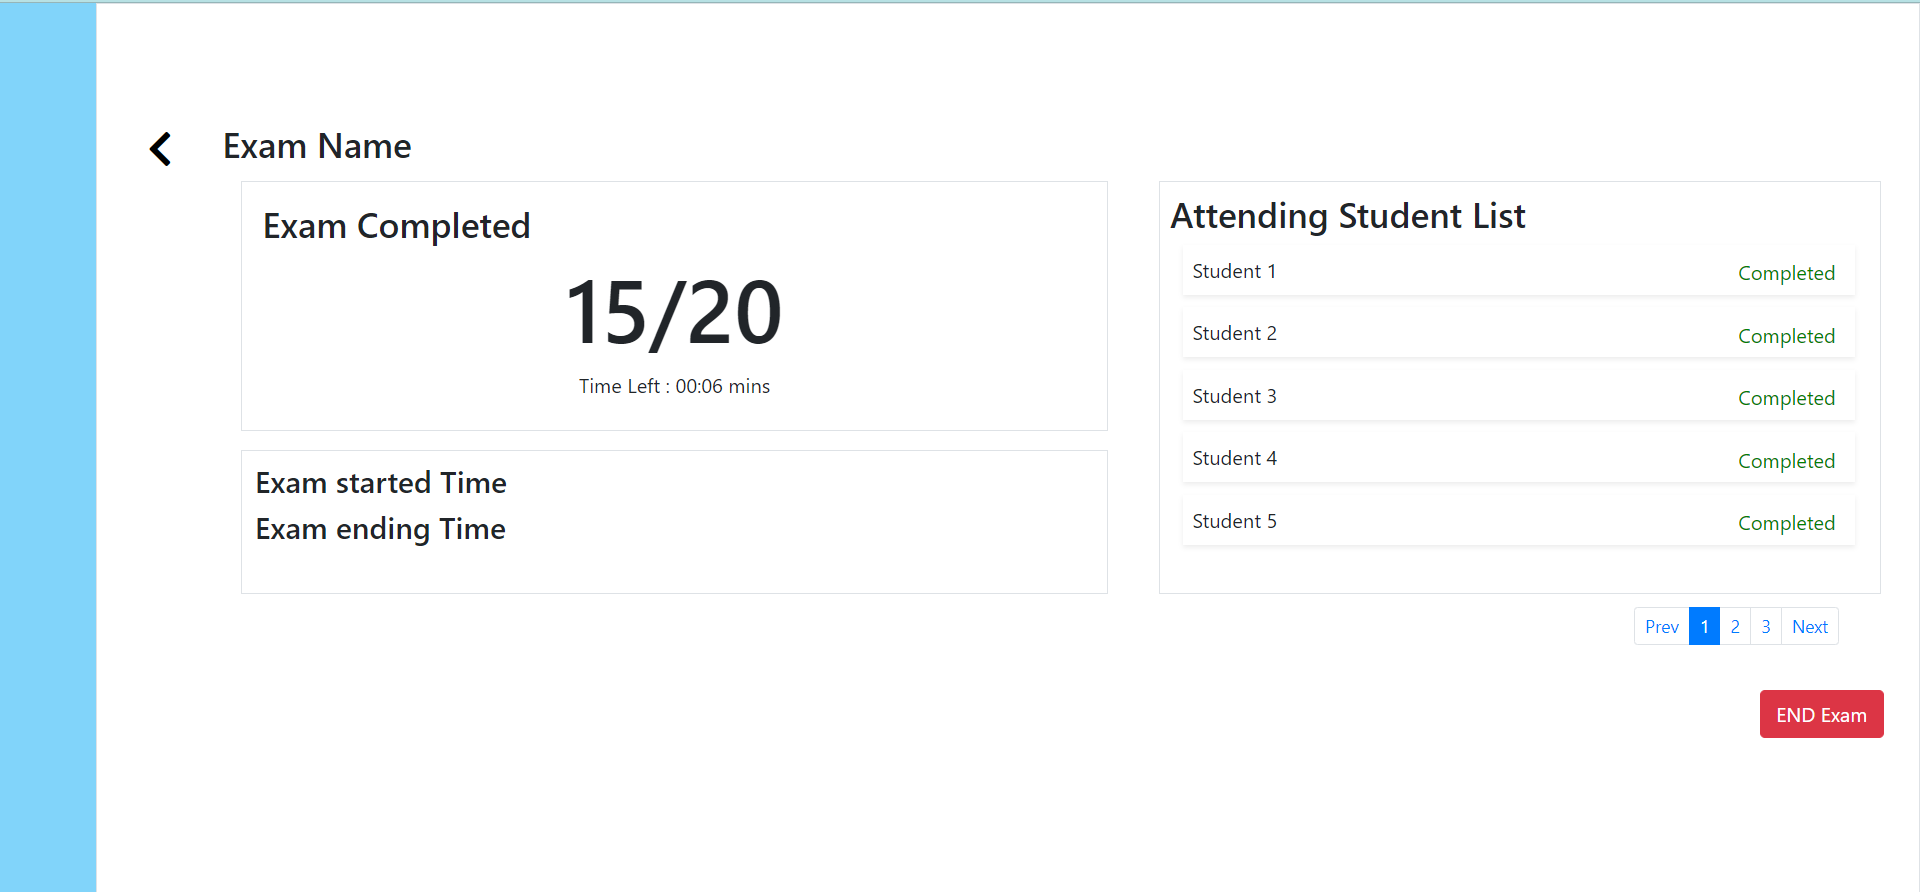 Exam Name
Exam Completed
15/20
Time Left : 00:06 mins
Exam started Time
Exam ending Time
Attending Student List
Student 1 Completed
Student 2 Completed
Student 3 Completed
Student 4 Completed
Student 5 Completed
Prev 1 2 3 Next
END Exam